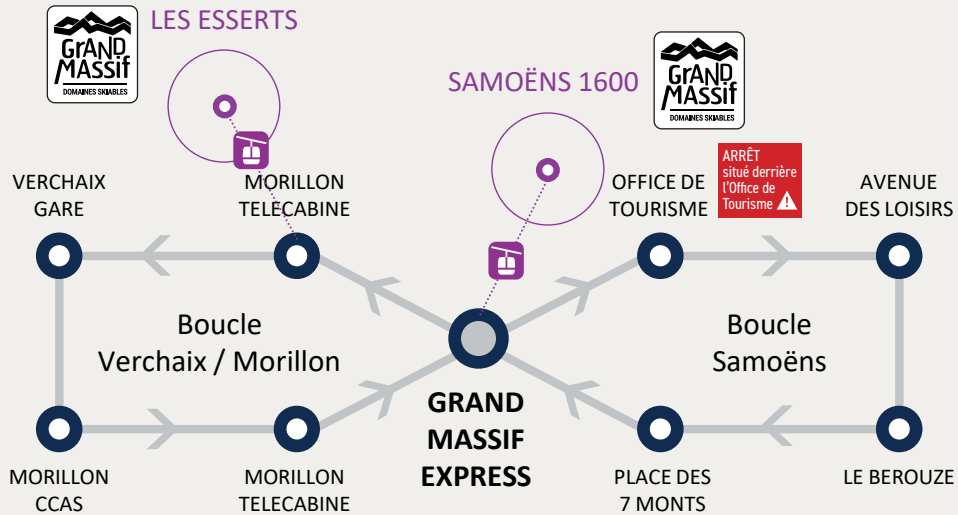 GRAND
MASSIF
DOMAINES SKIABLES
LES ESSERTS
SAMOËNS 1600
GRAND
MASSIF
DOMAINES SKIABLES
VERCHAIX
GARE
MORILLON
TELECABINE
OFFICE DE
TOURISME
ARRÊT
situé derrière
l'Office de
Tourisme
AVENUE
DES LOISIRS
Boucle
Verchaix / Morillon
Boucle
Samoëns
GRAND
MASSIF
EXPRESS
MORILLON
CCAS
MORILLON
TELECABINE
PLACE DES
7 MONTS
LE BEROUZE